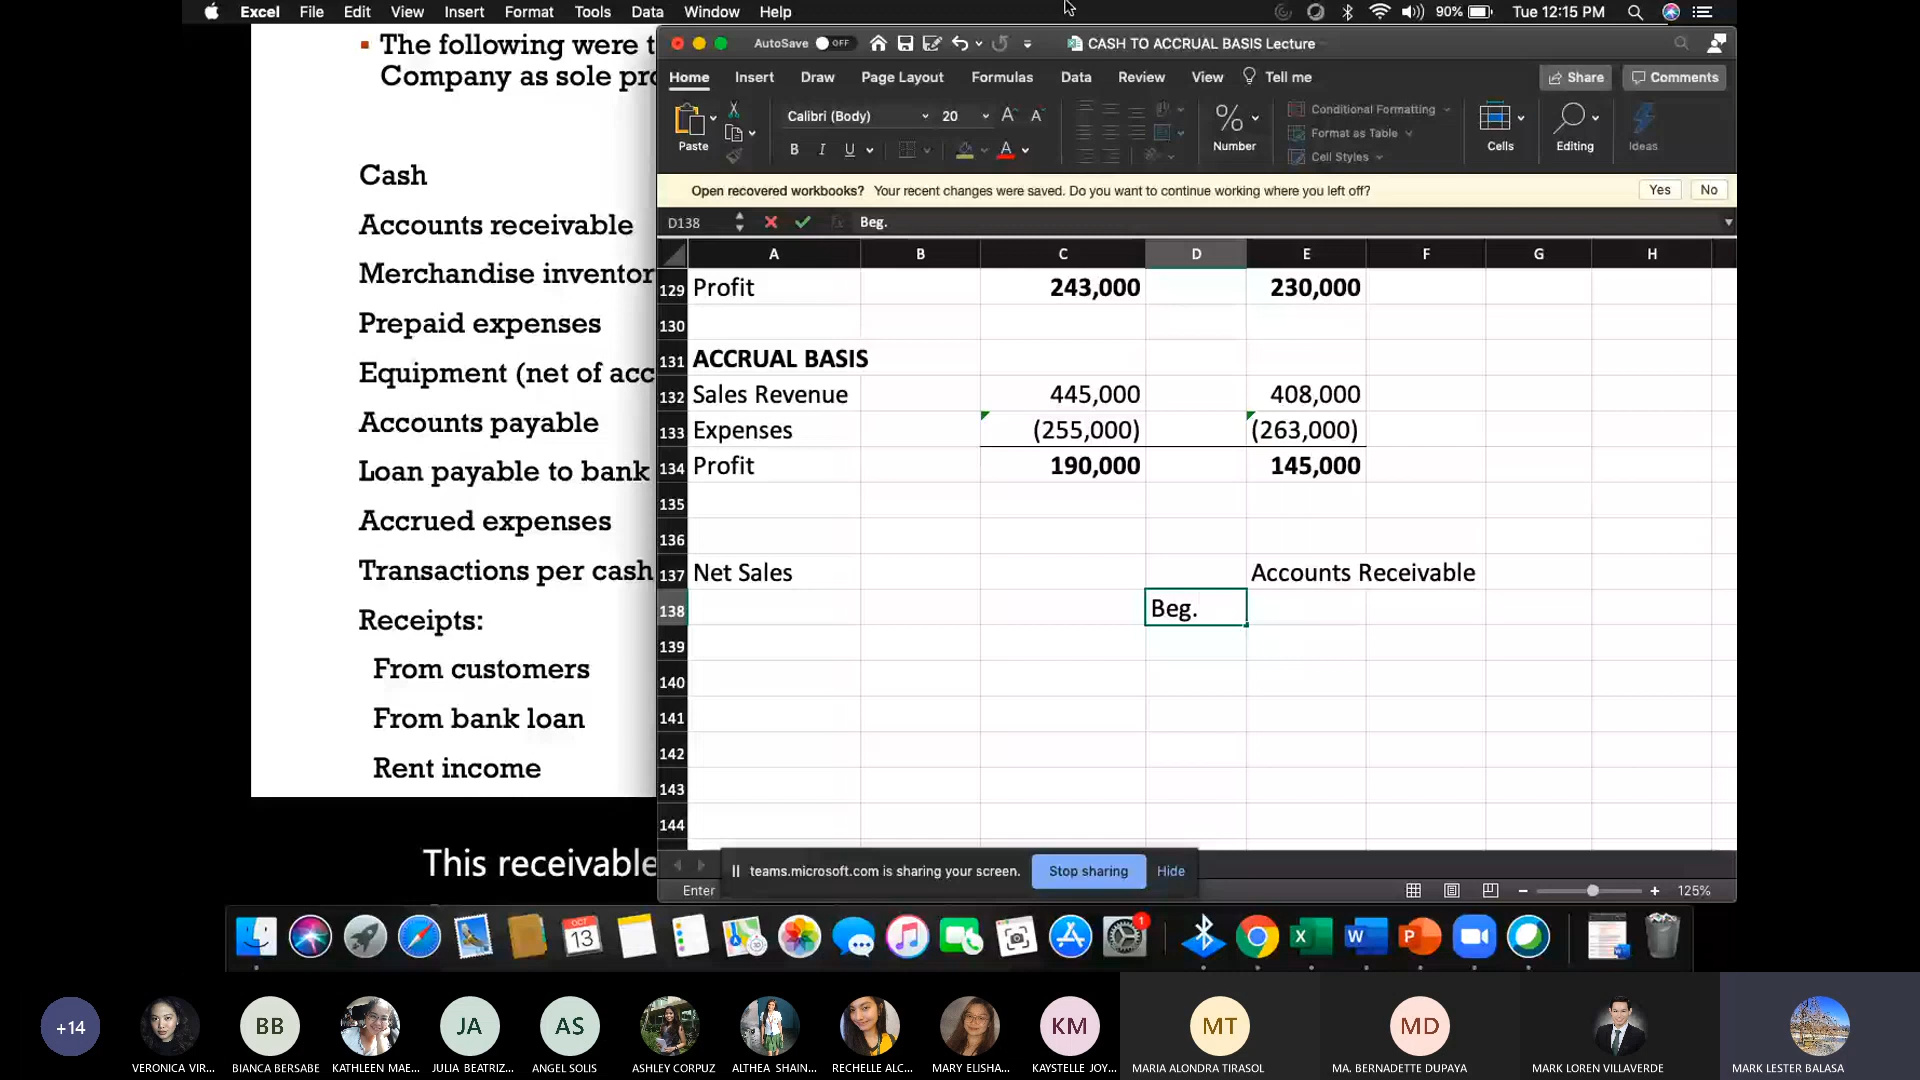 Excel File Edit View Insert Format Tools Data Window Help 90% Tue 12:15 PM
AutoSave OFF CASH TO ACCRUAL BASIS Lecture
Home Insert Draw Page Layout Formulas Data Review View Tell me Share Comments
Paste Calibri (Body) 20 A A B I U A % Number Conditional Formatting Format as Table Cell Styles Cells Editing Ideas
Open recovered workbooks? Your recent changes were saved. Do you want to continue working where you left off? Yes No
D138 fx Beg.
A B C D E F G H
129 Profit 243,000 230,000
130
131 ACCRUAL BASIS
132 Sales Revenue 445,000 408,000
133 Expenses (255,000) (263,000)
134 Profit 190,000 145,000
135
136
137 Net Sales Accounts Receivable
138 Beg.
139
140
141
142
143
144
teams.microsoft.com is sharing your screen. Stop sharing Hide
Enter 125%
The following were t
Company as sole pro
Cash
Accounts receivable
Merchandise inventor
Prepaid expenses
Equipment (net of acc
Accounts payable
Loan payable to bank
Accrued expenses
Transactions per cash
Receipts:
From customers
From bank loan
Rent income
This receivable
OCT
13
1
X W P
+14 BB JA AS KM MT MD
VERONICA VIR... BIANCA BERSABE KATHLEEN MAE... JULIA BEATRIZ... ANGEL SOLIS ASHLEY CORPUZ ALTHEA SHAIN... RECHELLE ALC... MARY ELISHA... KAYSTELLE JOY... MARIA ALONDRA TIRASOL MA. BERNADETTE DUPAYA MARK LOREN VILLAVERDE MARK LESTER BALASA